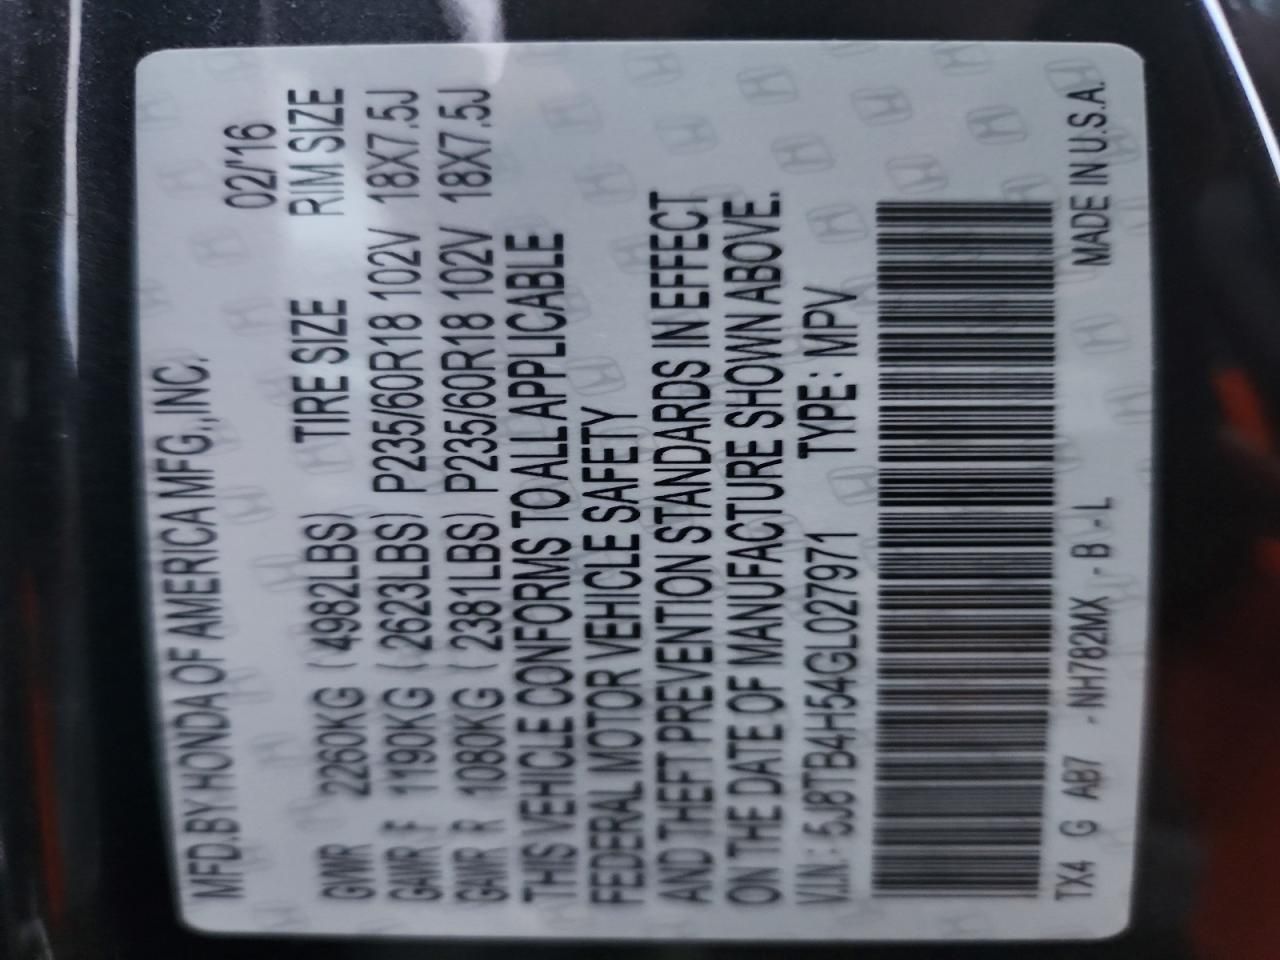 MFD.BY HONDA OF AMERICA MFG.,INC.
02/'16
GVWR 2260KG ( 4982LBS) TIRE SIZE RIM SIZE
GAWR F 1190KG ( 2623LBS) P235/60R18 102V 18X7.5J
GAWR R 1080KG ( 2381LBS) P235/60R18 102V 18X7.5J
THIS VEHICLE CONFORMS TO ALL APPLICABLE
FEDERAL MOTOR VEHICLE SAFETY
AND THEFT PREVENTION STANDARDS IN EFFECT
ON THE DATE OF MANUFACTURE SHOWN ABOVE.
V.I.N.: 5J8TB4H54GL027971 TYPE: MPV
TX4 G AB7 - NH782MX - B - L MADE IN U.S.A.